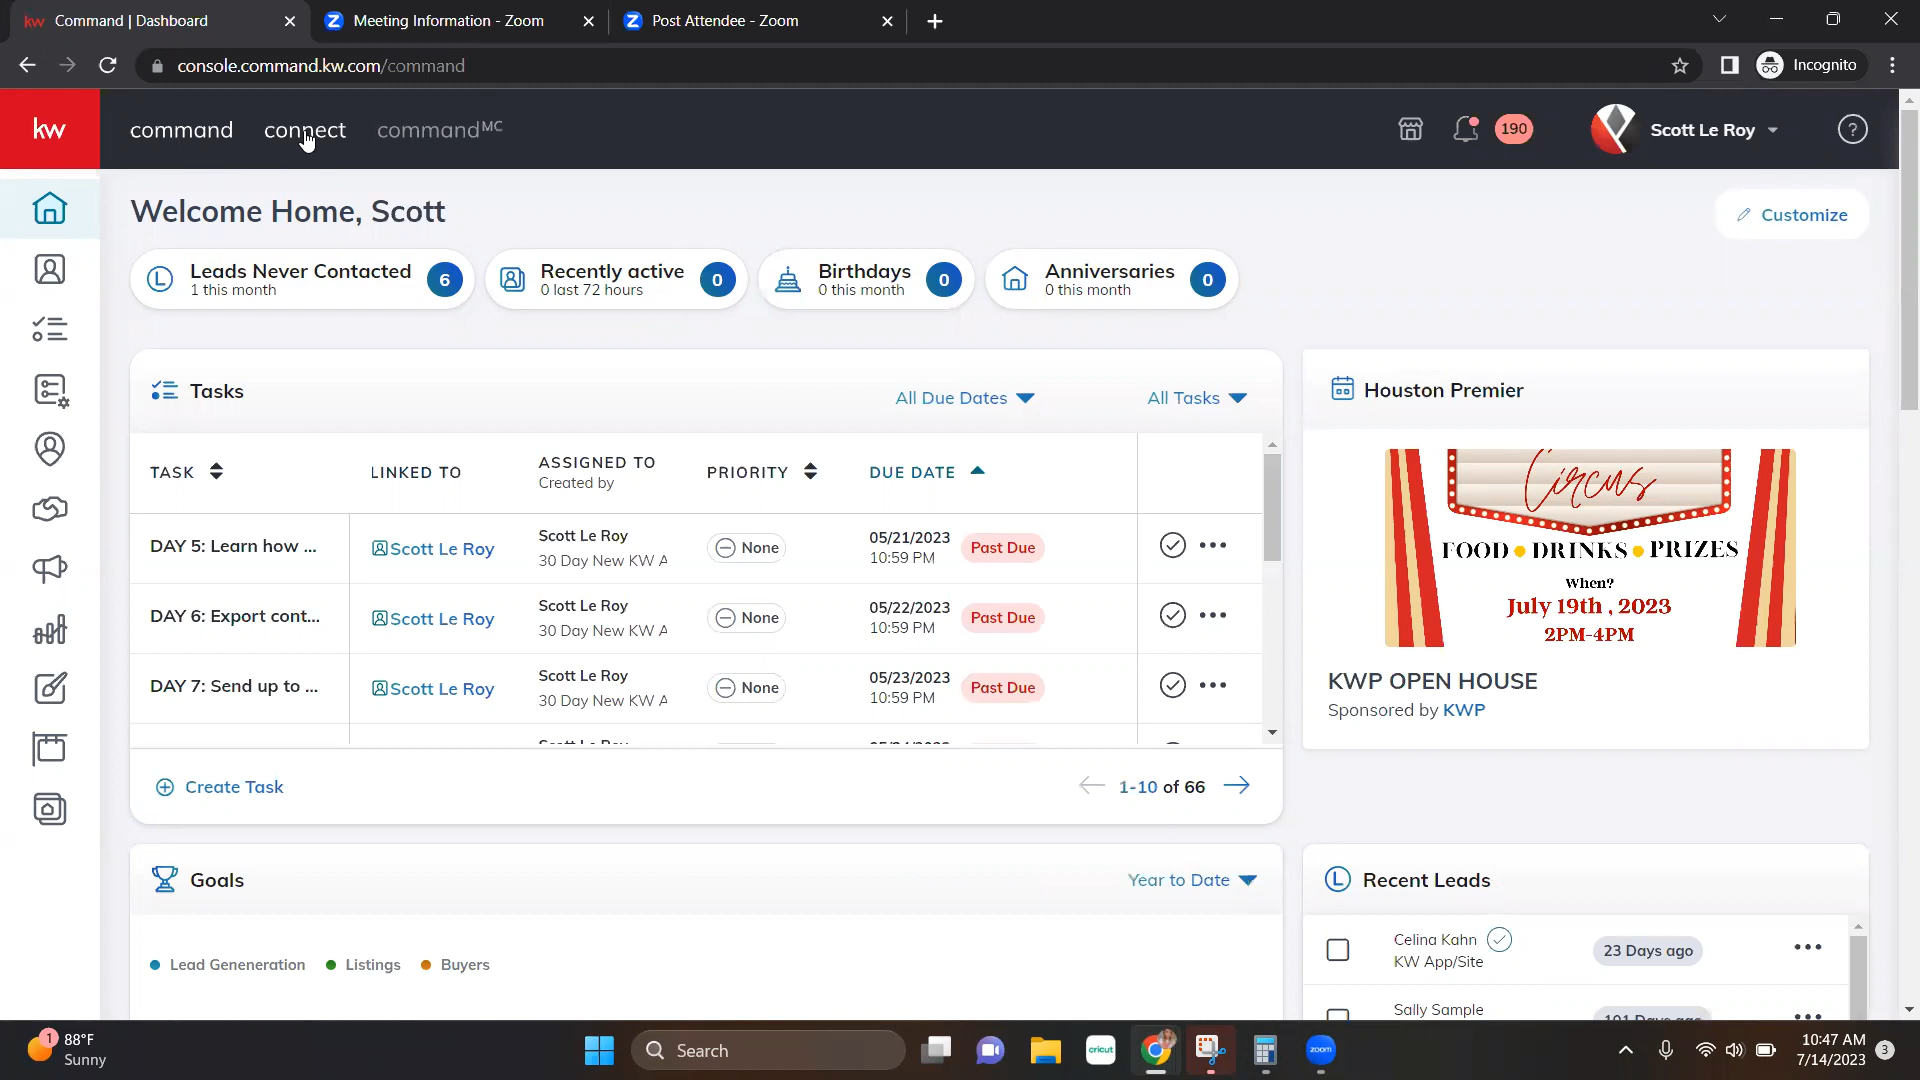 kw Command | Dashboard
Meeting Information - Zoom
Post Attendee - Zoom
console.command.kw.com/command
Incognito
kw
command
connect
commandMC
190
Scott Le Roy
?
Welcome Home, Scott
Customize
Leads Never Contacted
1 this month
6
Recently active
0 last 72 hours
0
Birthdays
0 this month
0
Anniversaries
0 this month
0
Tasks
All Due Dates
All Tasks
TASK
LINKED TO
ASSIGNED TO
Created by
PRIORITY
DUE DATE
DAY 5: Learn how ...
Scott Le Roy
Scott Le Roy
30 Day New KW A
None
05/21/2023
10:59 PM
Past Due
DAY 6: Export cont...
Scott Le Roy
Scott Le Roy
30 Day New KW A
None
05/22/2023
10:59 PM
Past Due
DAY 7: Send up to ...
Scott Le Roy
Scott Le Roy
30 Day New KW A
None
05/23/2023
10:59 PM
Past Due
Create Task
1-10 of 66
Houston Premier
Circus
FOOD DRINKS PRIZES
When?
July 19th , 2023
2PM-4PM
KWP OPEN HOUSE
Sponsored by KWP
Goals
Year to Date
Lead Geneneration
Listings
Buyers
Recent Leads
Celina Kahn
KW App/Site
23 Days ago
Sally Sample
1
88°F
Sunny
Search
cricut
zoom
10:47 AM
7/14/2023
3